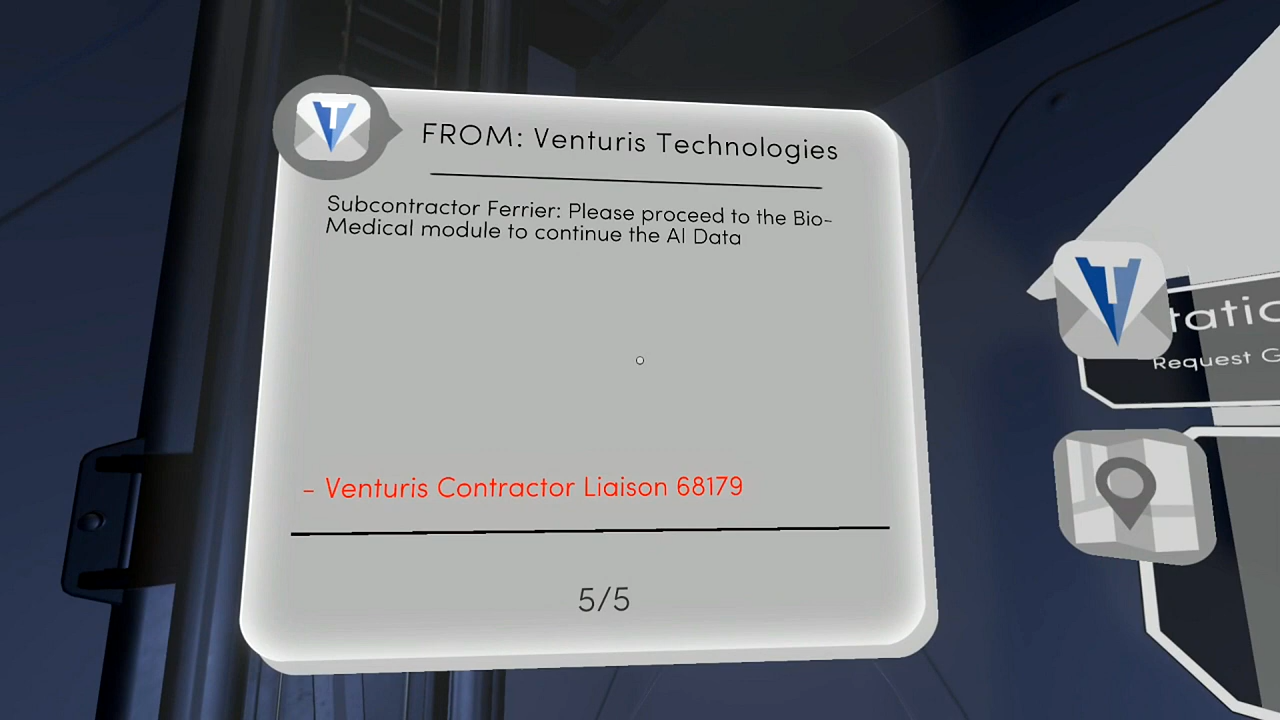 FROM: Venturis Technologies
Subcontractor Ferrier: Please proceed to the Bio-
Medical module to continue the AI Data
– Venturis Contractor Liaison 68179
5/5
tatio
Request G